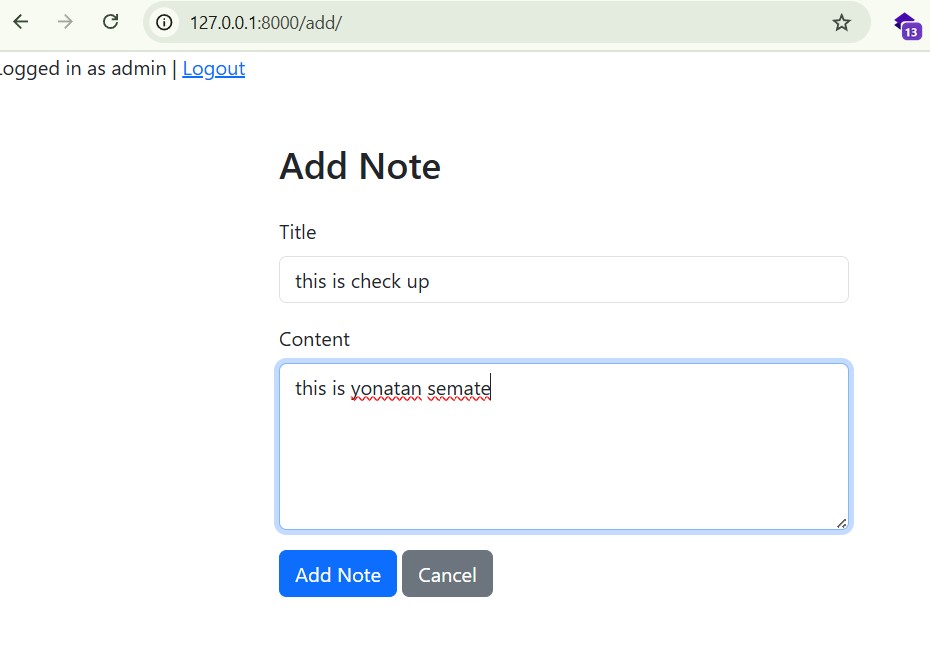 127.0.0.1:8000/add/
13
Logged in as admin | Logout
Add Note
Title
this is check up
Content
this is yonatan semate
Add Note Cancel